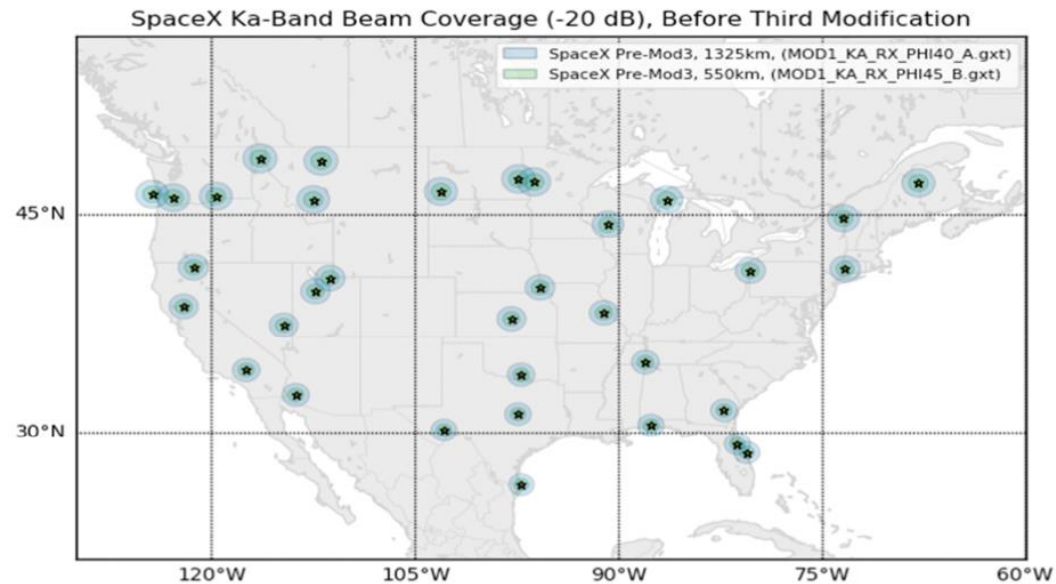 SpaceX Ka-Band Beam Coverage (-20 dB), Before Third Modification
SpaceX Pre-Mod3, 1325km, (MOD1_KA_RX_PHI40_A.gxt)
SpaceX Pre-Mod3, 550km, (MOD1_KA_RX_PHI45_B.gxt)
45°N
30°N
120°W 105°W 90°W 75°W 60°W